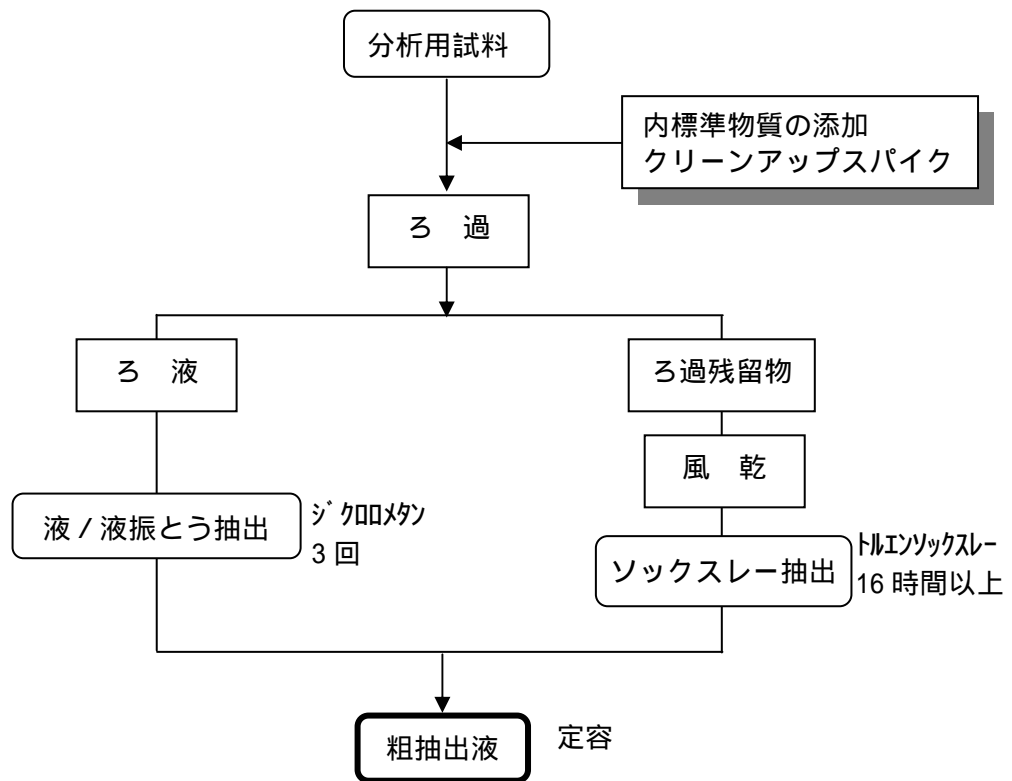 分析用試料
内標準物質の添加
クリーンアップスパイク
ろ 過
ろ 液
ろ過残留物
風 乾
液/液振とう抽出
ジクロロメタン
3回
ソックスレー抽出
トルエンソックスレー
16時間以上
粗抽出液
定容